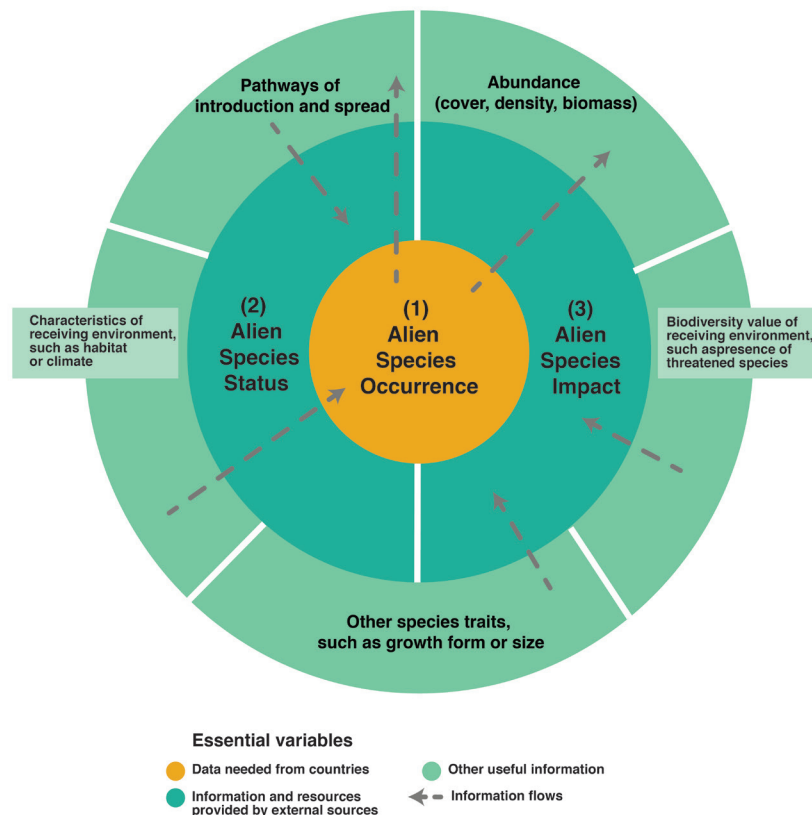 Pathways of
introduction and spread
Abundance
(cover, density, biomass)
Characteristics of
receiving environment,
such as habitat
or climate
(2)
Alien
Species
Status
(1)
Alien
Species
Occurrence
(3)
Alien
Species
Impact
Biodiversity value of
receiving environment,
such aspresence of
threatened species
Other species traits,
such as growth form or size
Essential variables
Data needed from countries
Information and resources
provided by external sources
Other useful information
Information flows